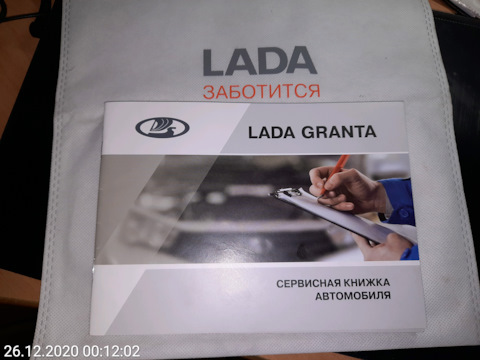 LADA
ЗАБОТИТСЯ
LADA GRANTA
СЕРВИСНАЯ КНИЖКА
АВТОМОБИЛЯ
26.12.2020 00:12:02